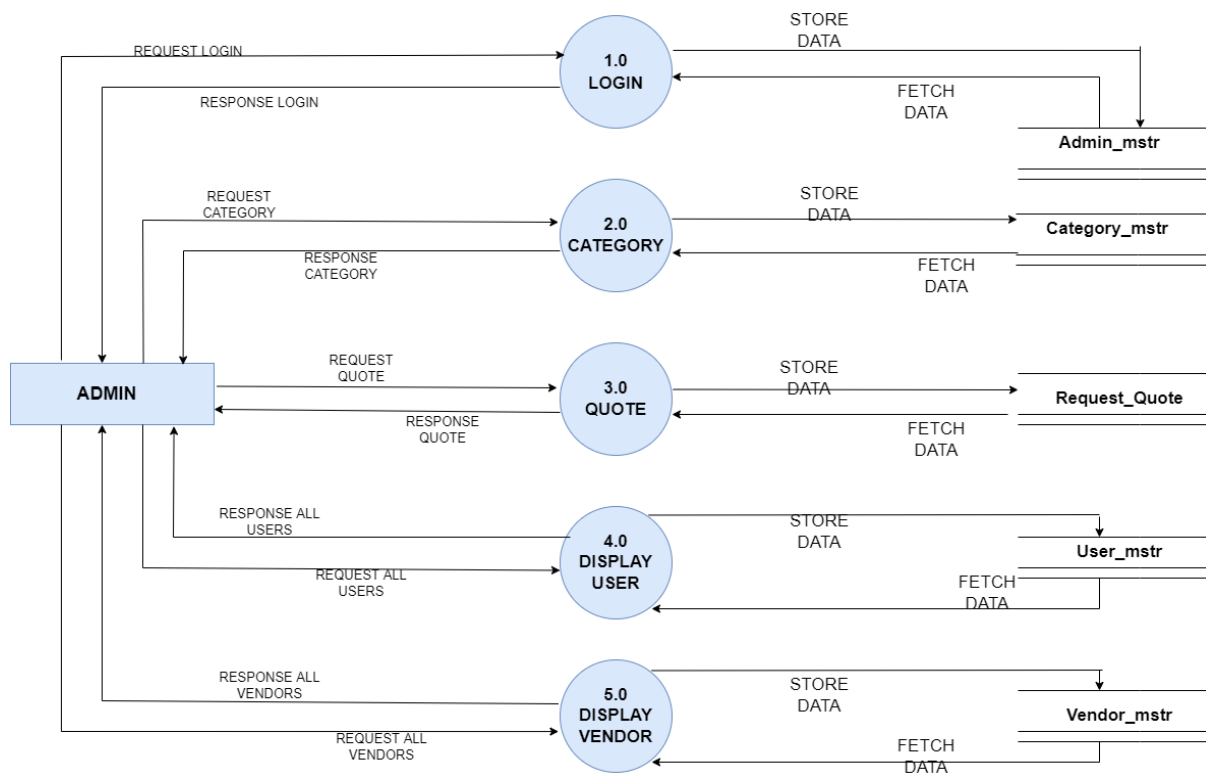 STORE
DATA
REQUEST LOGIN
1.0
LOGIN
RESPONSE LOGIN
FETCH
DATA
Admin_mstr
REQUEST
CATEGORY
STORE
DATA
2.0
CATEGORY
Category_mstr
RESPONSE
CATEGORY
FETCH
DATA
ADMIN
REQUEST
QUOTE
STORE
DATA
3.0
QUOTE
Request_Quote
RESPONSE
QUOTE
FETCH
DATA
RESPONSE ALL
USERS
STORE
DATA
4.0
DISPLAY
USER
User_mstr
REQUEST ALL
USERS
FETCH
DATA
RESPONSE ALL
VENDORS
STORE
DATA
5.0
DISPLAY
VENDOR
Vendor_mstr
REQUEST ALL
VENDORS
FETCH
DATA